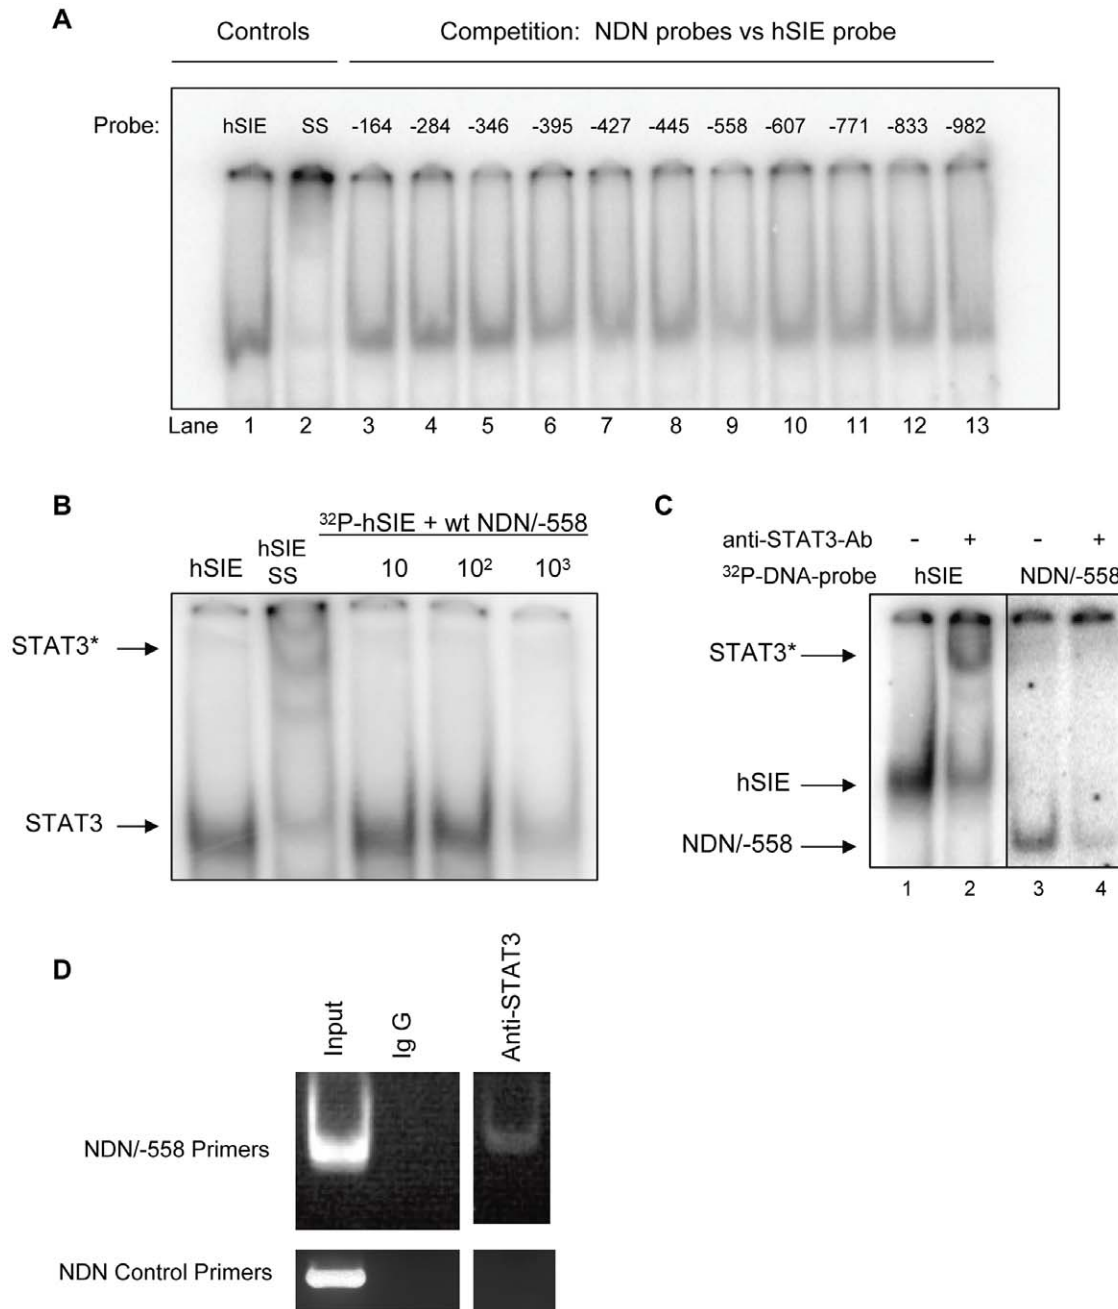 A
Controls Competition: NDN probes vs hSIE probe
Probe: hSIE SS -164 -284 -346 -395 -427 -445 -558 -607 -771 -833 -982
Lane 1 2 3 4 5 6 7 8 9 10 11 12 13
B
³²P-hSIE + wt NDN/-558
hSIE hSIE SS 10 10² 10³
STAT3*
STAT3
C
anti-STAT3-Ab - + - +
³²P-DNA-probe hSIE NDN/-558
STAT3*
hSIE
NDN/-558
1 2 3 4
D
Input Ig G Anti-STAT3
NDN/-558 Primers
NDN Control Primers